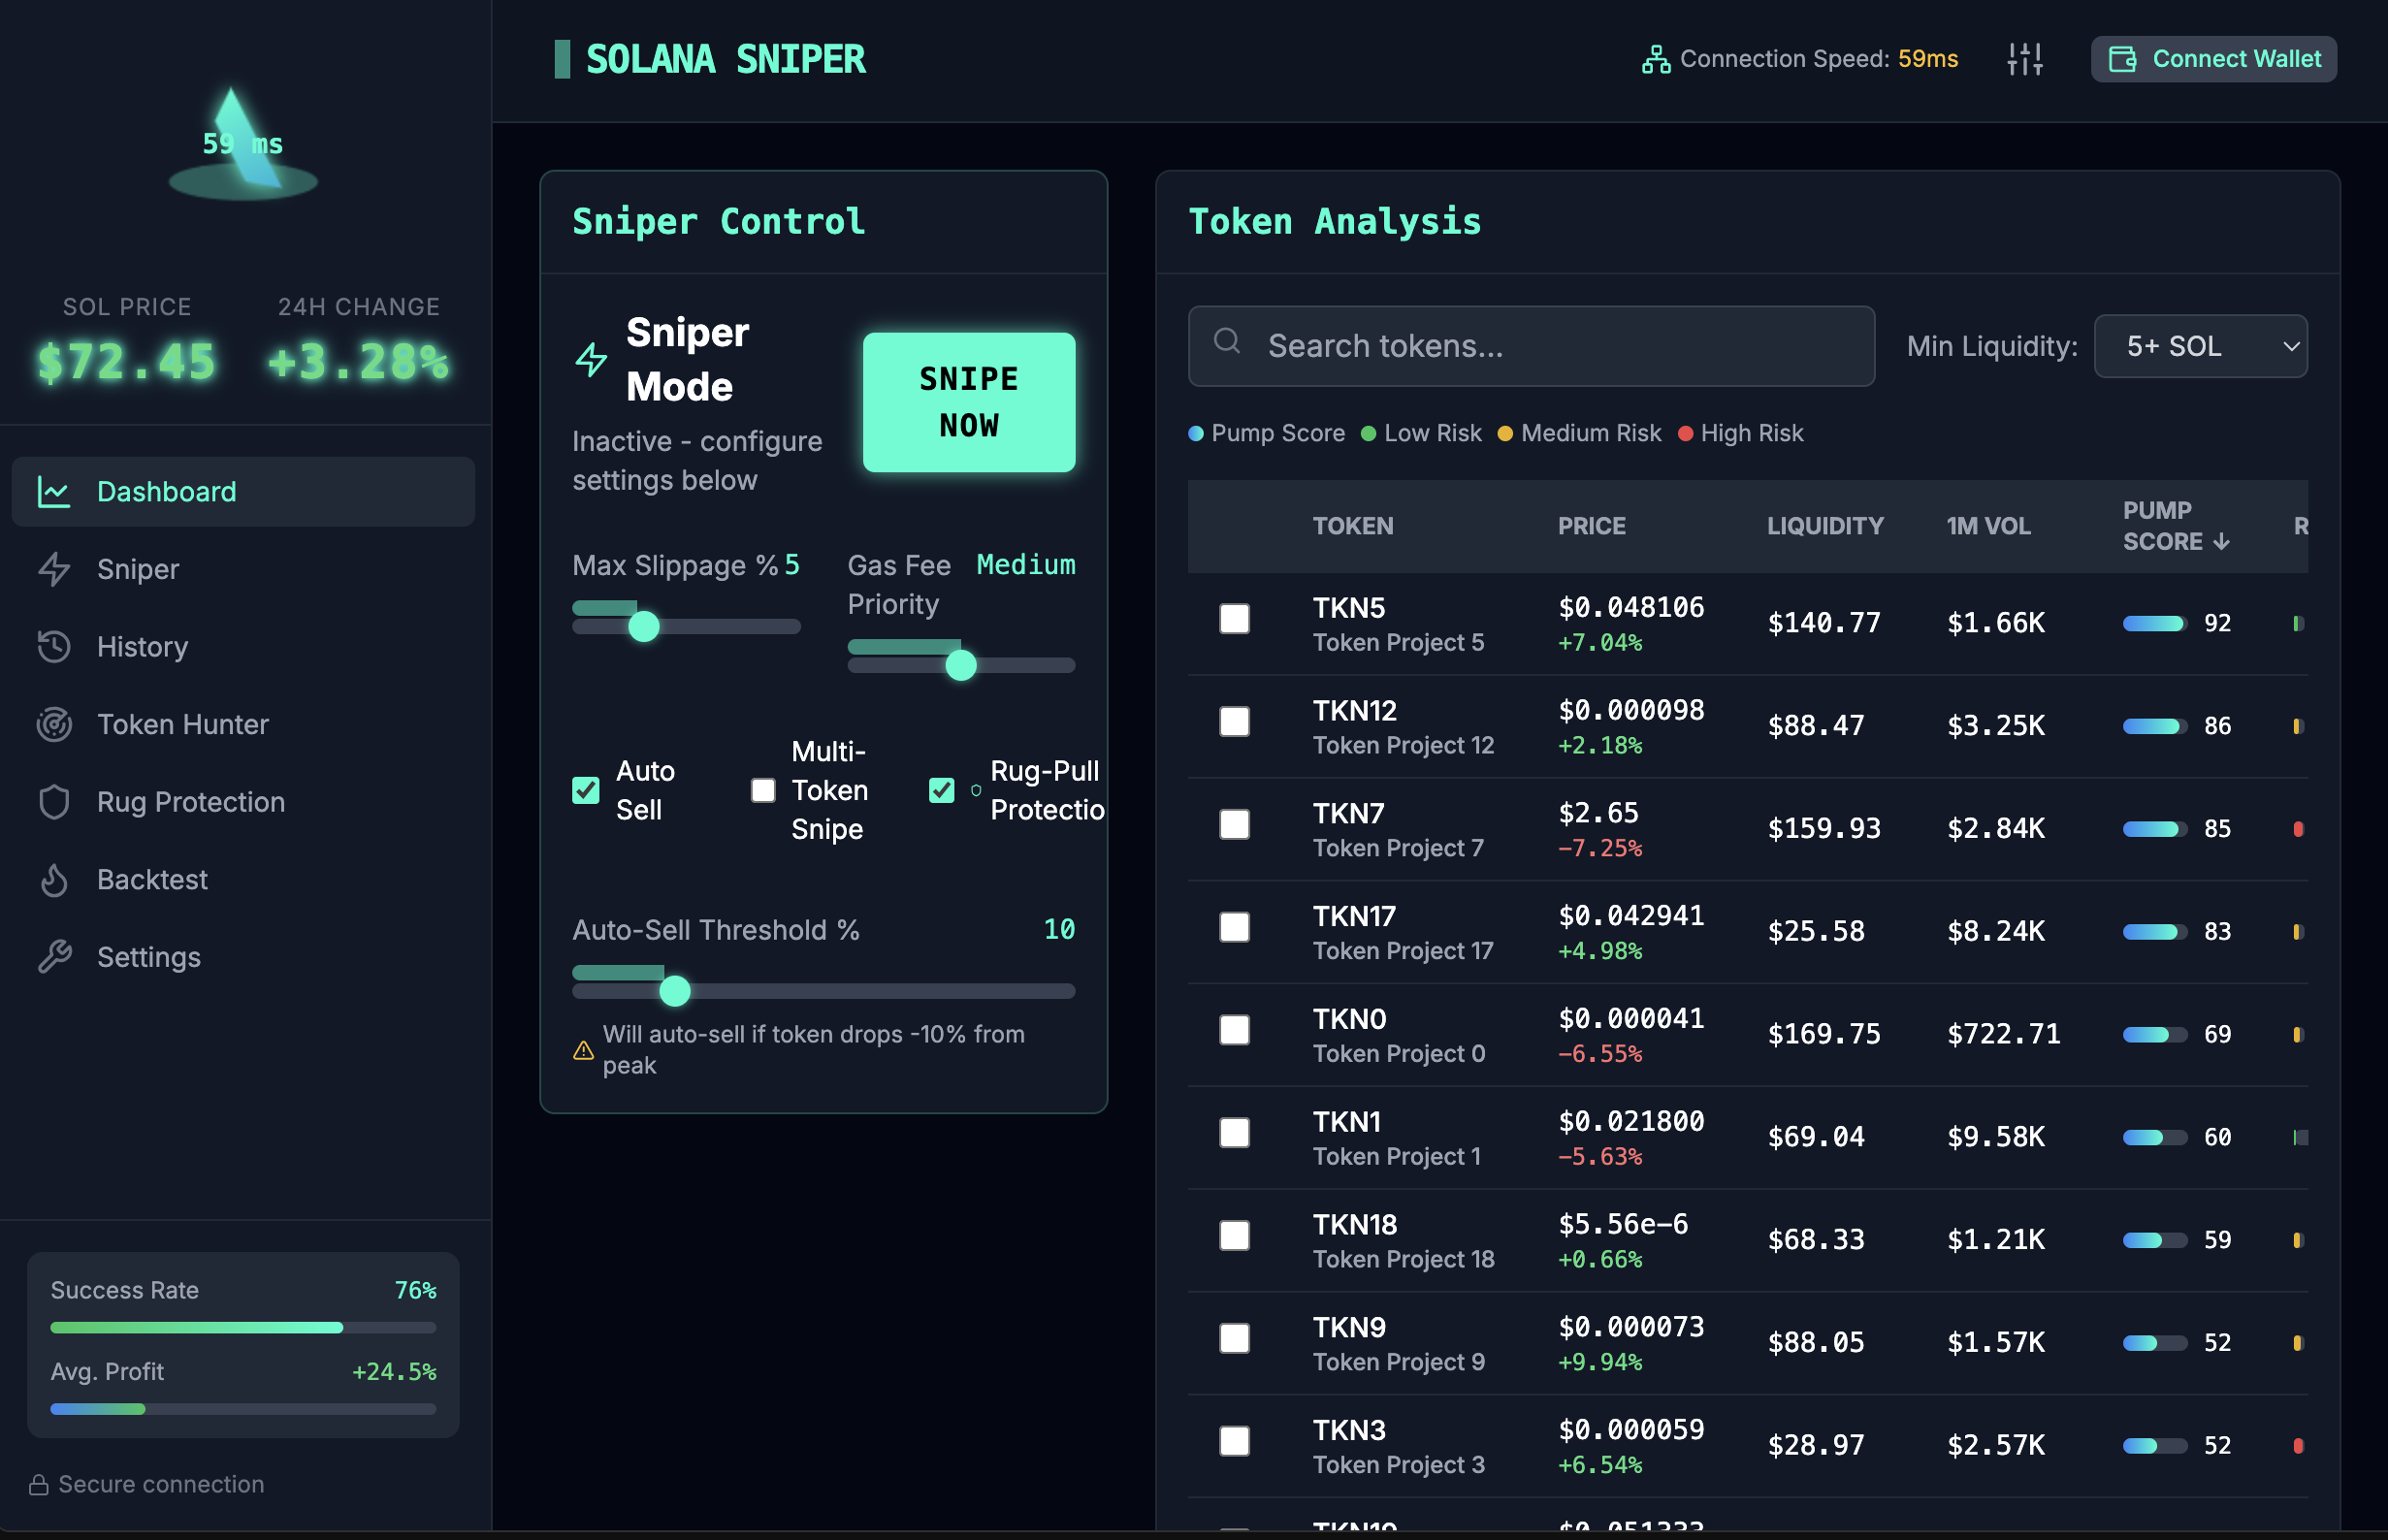 59 ms
SOL PRICE
24H CHANGE
$72.45
+3.28%
Dashboard
Sniper
History
Token Hunter
Rug Protection
Backtest
Settings
Success Rate 76%
Avg. Profit +24.5%
Secure connection
SOLANA SNIPER
Connection Speed: 59ms
Connect Wallet
Sniper Control
Sniper
Mode
Inactive - configure
settings below
SNIPE
NOW
Max Slippage % 5
Gas Fee Medium
Priority
Auto
Sell
Multi-
Token
Snipe
Rug-Pull
Protectio
Auto-Sell Threshold % 10
Will auto-sell if token drops -10% from
peak
Token Analysis
Search tokens...
Min Liquidity: 5+ SOL
Pump Score Low Risk Medium Risk High Risk
TOKEN PRICE LIQUIDITY 1M VOL PUMP
SCORE ↓ R
TKN5 $0.048106 $140.77 $1.66K 92
Token Project 5 +7.04%
TKN12 $0.000098 $88.47 $3.25K 86
Token Project 12 +2.18%
TKN7 $2.65 $159.93 $2.84K 85
Token Project 7 −7.25%
TKN17 $0.042941 $25.58 $8.24K 83
Token Project 17 +4.98%
TKN0 $0.000041 $169.75 $722.71 69
Token Project 0 −6.55%
TKN1 $0.021800 $69.04 $9.58K 60
Token Project 1 −5.63%
TKN18 $5.56e−6 $68.33 $1.21K 59
Token Project 18 +0.66%
TKN9 $0.000073 $88.05 $1.57K 52
Token Project 9 +9.94%
TKN3 $0.000059 $28.97 $2.57K 52
Token Project 3 +6.54%